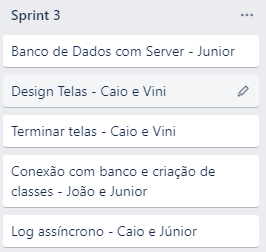 Sprint 3
Banco de Dados com Server - Junior
Design Telas - Caio e Vini
Terminar telas - Caio e Vini
Conexão com banco e criação de
classes - João e Junior
Log assíncrono - Caio e Júnior